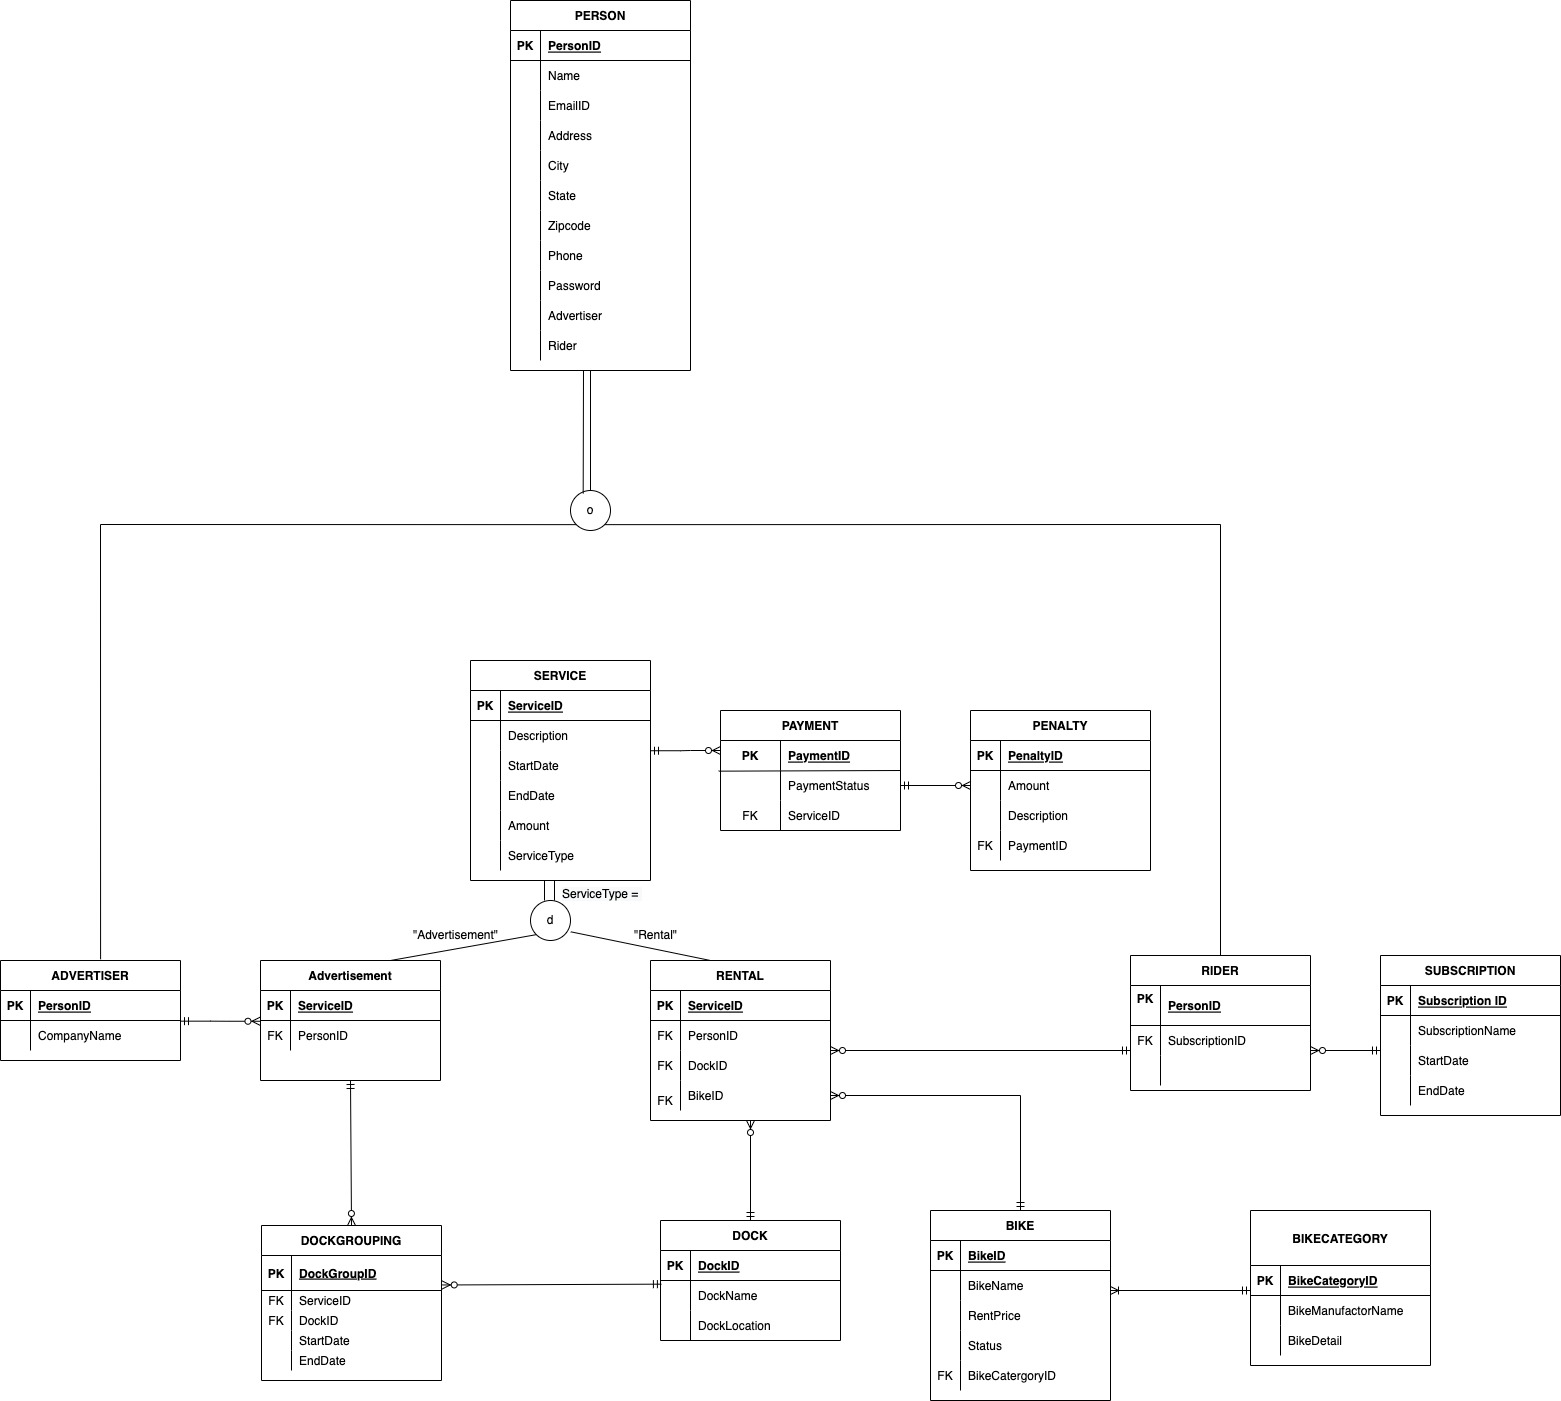 PERSON
PK PersonID
Name
EmailID
Address
City
State
Zipcode
Phone
Password
Advertiser
Rider
o
SERVICE
PK ServiceID
Description
StartDate
EndDate
Amount
ServiceType
PAYMENT
PK PaymentID
PaymentStatus
FK ServiceID
PENALTY
PK PenaltyID
Amount
Description
FK PaymentID
ServiceType =
d
"Advertisement"
"Rental"
ADVERTISER
PK PersonID
CompanyName
Advertisement
PK ServiceID
FK PersonID
RENTAL
PK ServiceID
FK PersonID
FK DockID
FK BikeID
RIDER
PK PersonID
FK SubscriptionID
SUBSCRIPTION
PK Subscription ID
SubscriptionName
StartDate
EndDate
DOCKGROUPING
PK DockGroupID
FK ServiceID
FK DockID
StartDate
EndDate
DOCK
PK DockID
DockName
DockLocation
BIKE
PK BikeID
BikeName
RentPrice
Status
FK BikeCatergoryID
BIKECATEGORY
PK BikeCategoryID
BikeManufactorName
BikeDetail